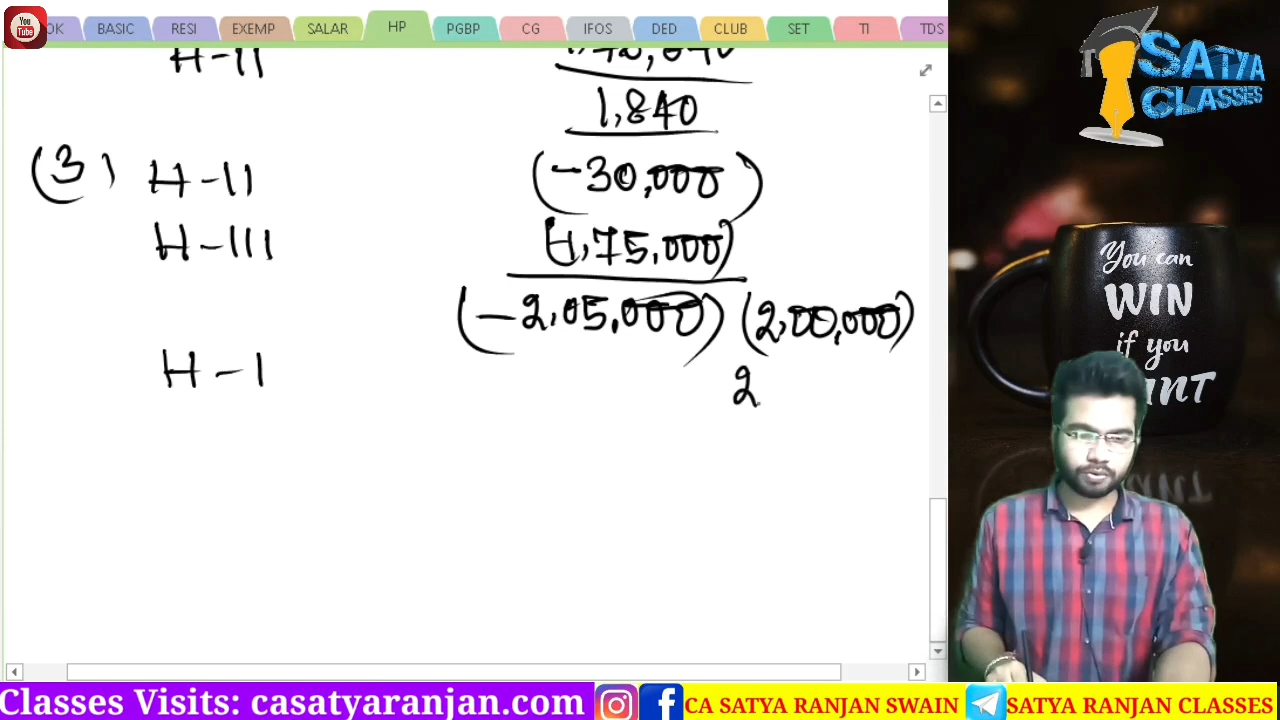 You Tube
OK BASIC RESI EXEMP SALAR HP PGBP CG IFOS DED CLUB SET TI TDS
SATYA
CLASSES
H-II
1,840
(3) H-II (-30,000)
H-III (1,75,000)
(-2,05,000) (2,00,000)
H-I 2
You can
WIN
if you
Classes Visits: casatyaranjan.com CA SATYA RANJAN SWAIN SATYA RANJAN CLASSES